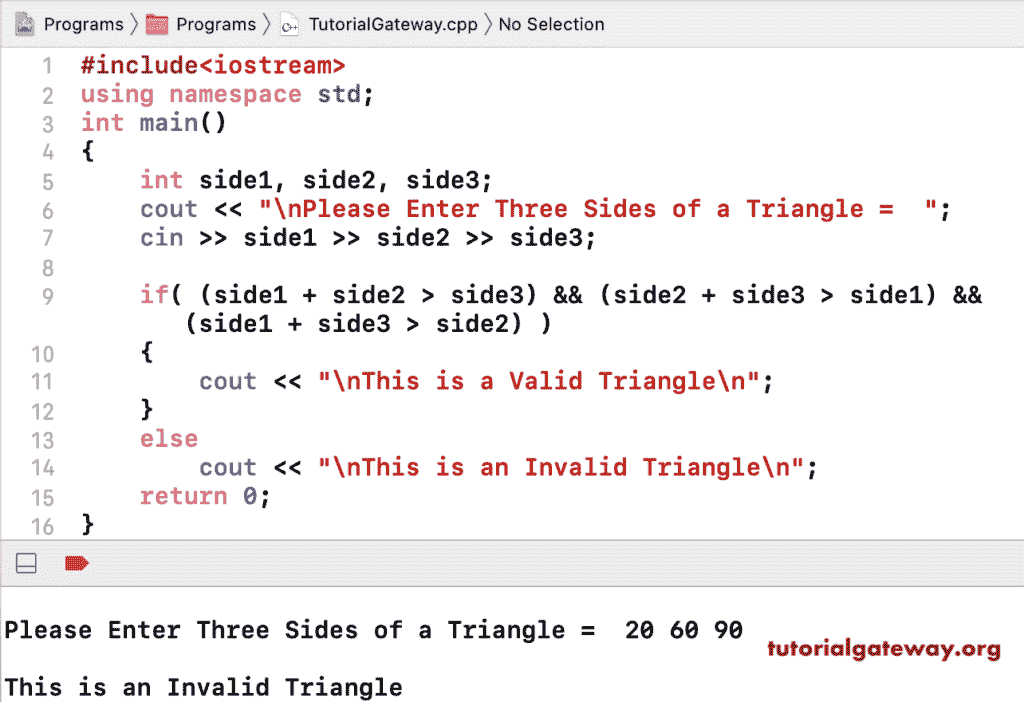 Programs 〉 Programs 〉 TutorialGateway.cpp 〉 No Selection
1 #include<iostream>
2 using namespace std;
3 int main()
4 {
5     int side1, side2, side3;
6     cout << "\nPlease Enter Three Sides of a Triangle =  ";
7     cin >> side1 >> side2 >> side3;
8
9     if( (side1 + side2 > side3) && (side2 + side3 > side1) &&
       (side1 + side3 > side2) )
10     {
11         cout << "\nThis is a Valid Triangle\n";
12     }
13     else
14         cout << "\nThis is an Invalid Triangle\n";
15     return 0;
16 }
Please Enter Three Sides of a Triangle =  20 60 90
tutorialgateway.org
This is an Invalid Triangle